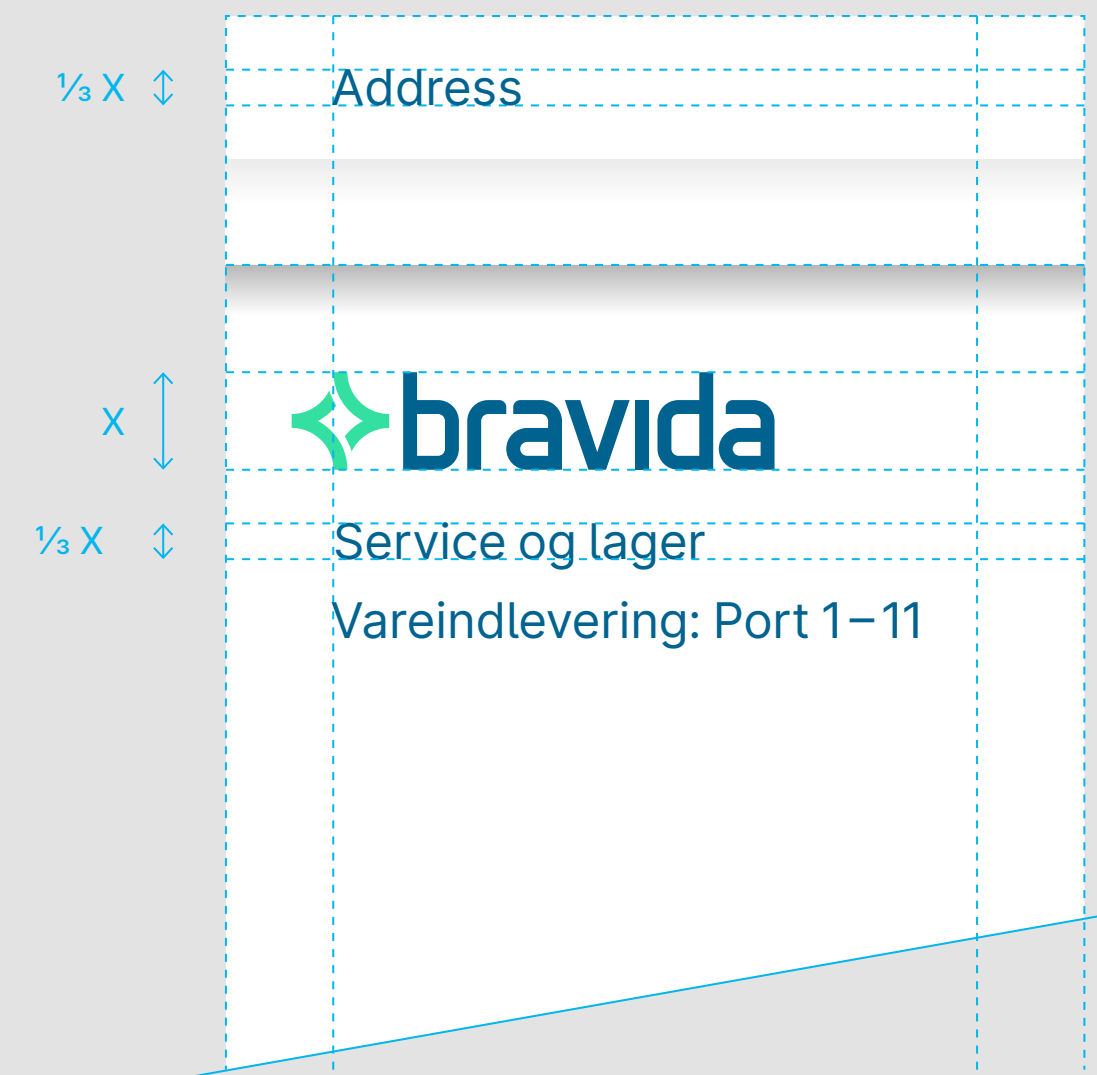 ⅓ X
Address
X
bravida
⅓ X
Service og lager
Vareindlevering: Port 1–11